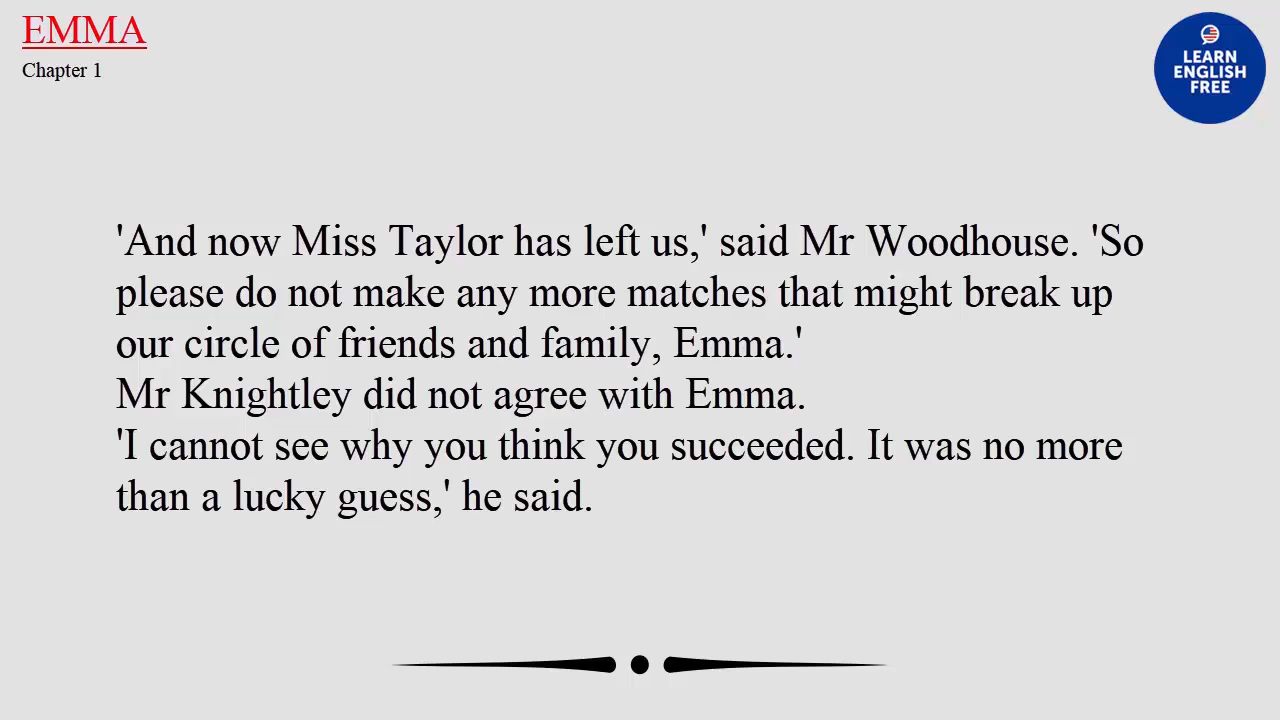 EMMA
Chapter 1
LEARN
ENGLISH
FREE
'And now Miss Taylor has left us,' said Mr Woodhouse. 'So
please do not make any more matches that might break up
our circle of friends and family, Emma.'
Mr Knightley did not agree with Emma.
'I cannot see why you think you succeeded. It was no more
than a lucky guess,' he said.